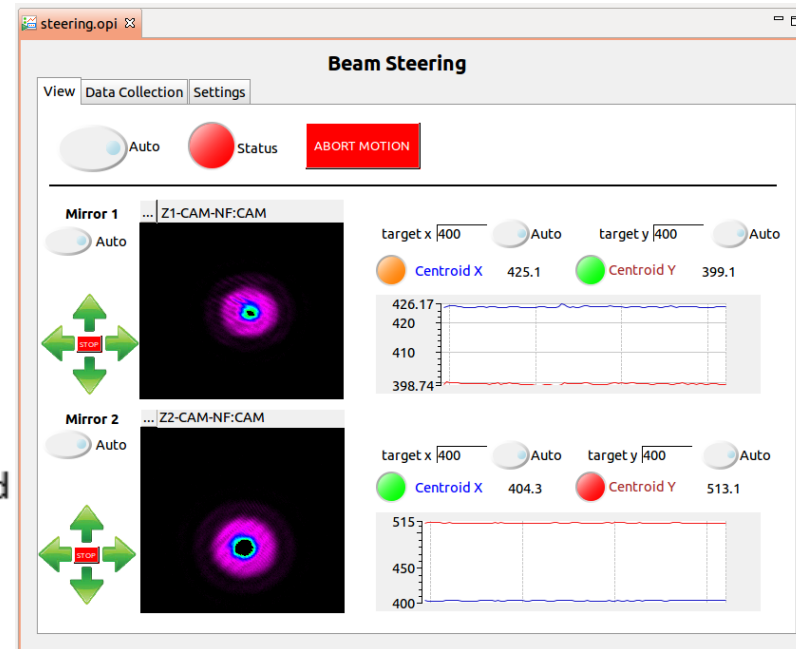 steering.opi
Beam Steering
View Data Collection Settings
Auto Status ABORT MOTION
Mirror 1 ... Z1-CAM-NF:CAM
Auto
STOP
target x 400 Auto target y 400 Auto
Centroid X 425.1 Centroid Y 399.1
426.17
420
410
398.74
Mirror 2 ... Z2-CAM-NF:CAM
Auto
STOP
target x 400 Auto target y 400 Auto
Centroid X 404.3 Centroid Y 513.1
515
450
400